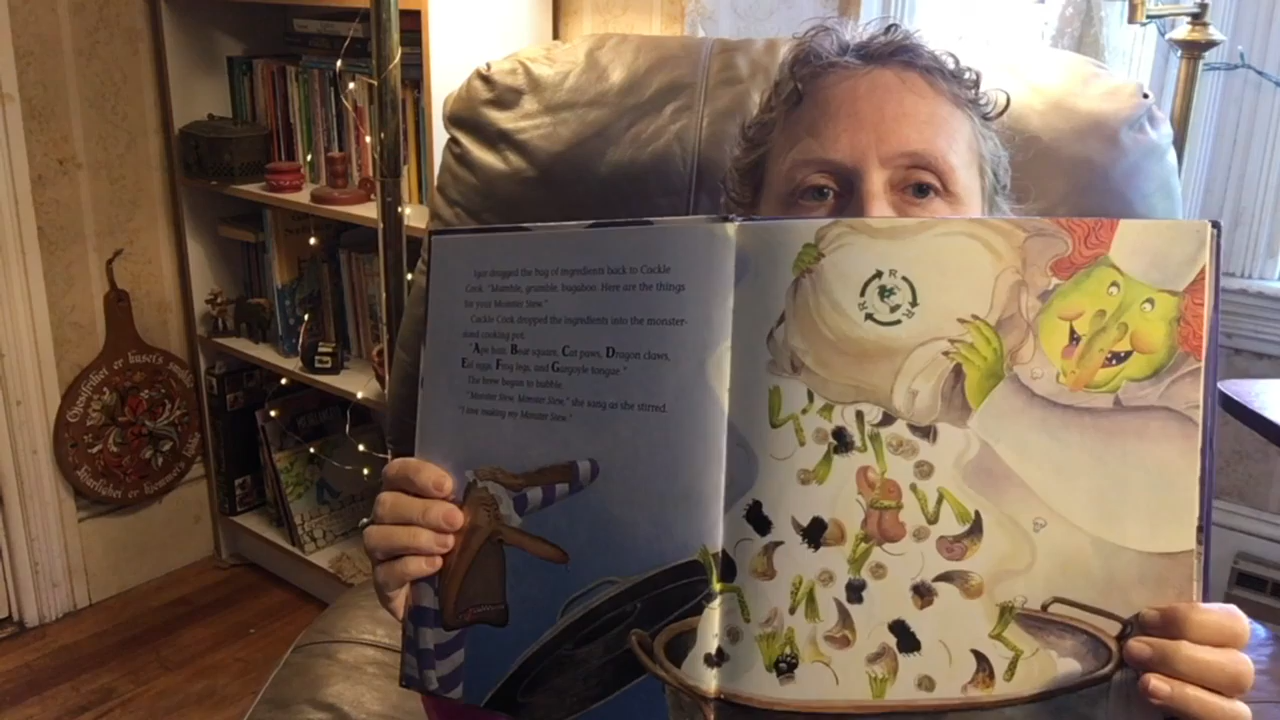 Igor dragged the bag of ingredients back to Cackle
Cook. "Mumble, grumble, bugaboo. Here are the things
for your Monster Stew."
Cackle Cook dropped the ingredients into the monster-
sized cooking pot.
"Ape hair, Bear square, Cat paws, Dragon claws,
Eel eggs, Frog legs, and Gargoyle tongue."
The brew began to bubble.
"Monster Stew. Monster Stew," she sang as she stirred.
"I love making my Monster Stew."
R
R
R